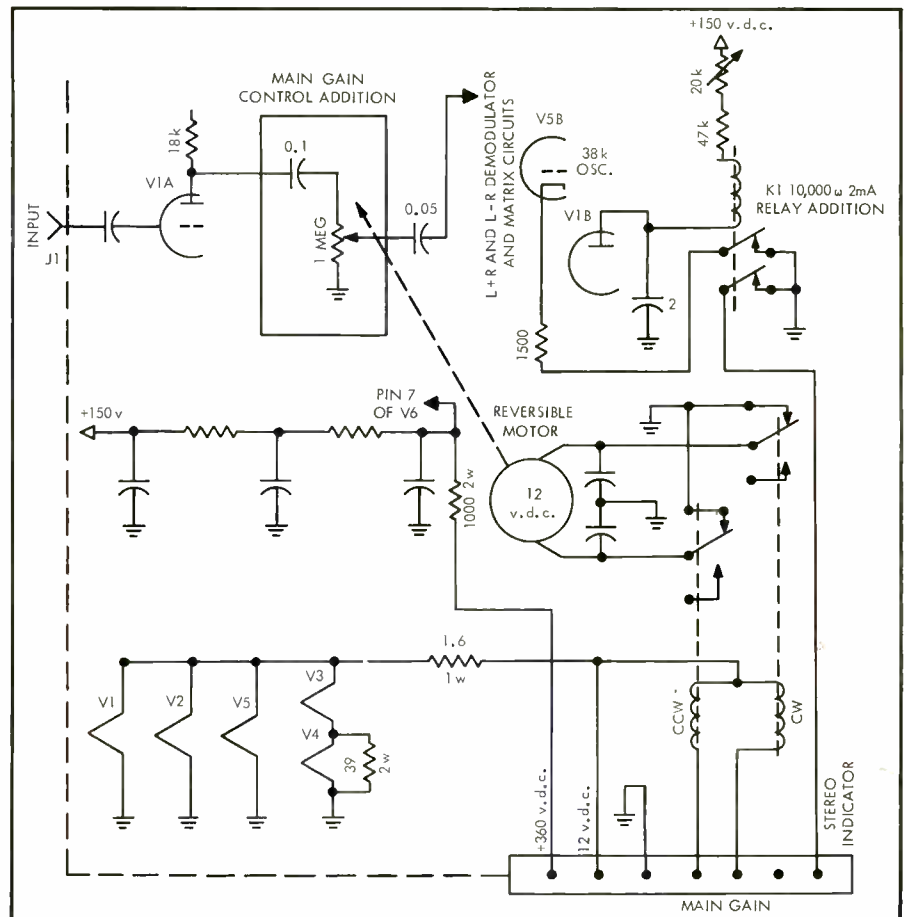 +150 v.d.c.
20k
47k
MAIN GAIN
CONTROL ADDITION
18k
0.1
V1A
1 MEG
0.05
INPUT
J1
L+R AND L-R DEMODULATOR
AND MATRIX CIRCUITS
V5B
38k
OSC.
V1B
K1 10,000 ω 2mA
RELAY ADDITION
2
1500
+150 v
PIN 7
OF V6
REVERSIBLE
MOTOR
1000 2w
12
v.d.c.
1.6
1w
V1
V2
V5
V3
V4
39
2w
CCW
CW
+360 v.d.c.
12 v.d.c.
STEREO
INDICATOR
MAIN GAIN